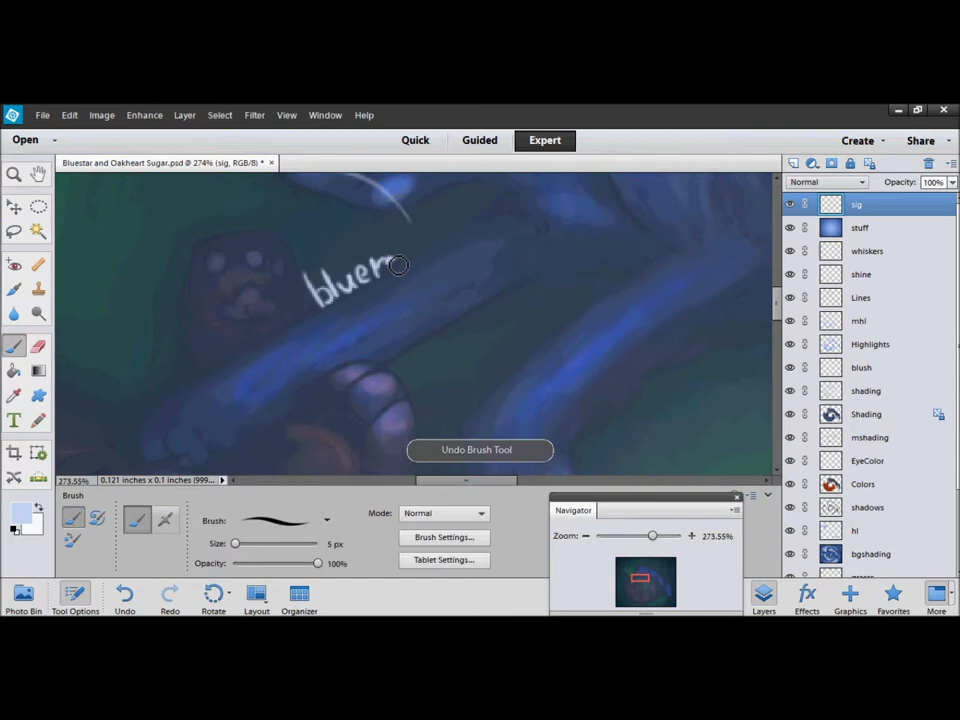 File Edit Image Enhance Layer Select Filter View Window Help
Open Quick Guided Expert Create Share
Bluestar and Oakheart Sugar.psd @ 274% (sig, RGB/8) * ×
Normal Opacity: 100%
sig
stuff
whiskers
shine
Lines
mhl
Highlights
blush
shading
Shading
mshading
EyeColor
Colors
shadows
hl
bgshading
bluer
Undo Brush Tool
273.55% 0.121 inches x 0.1 inches (999...
Brush
Brush: Mode: Normal
Size: 5 px Brush Settings...
Opacity: 100% Tablet Settings...
Navigator
Zoom: 273.55%
Photo Bin Tool Options Undo Redo Rotate Layout Organizer Layers Effects Graphics Favorites More